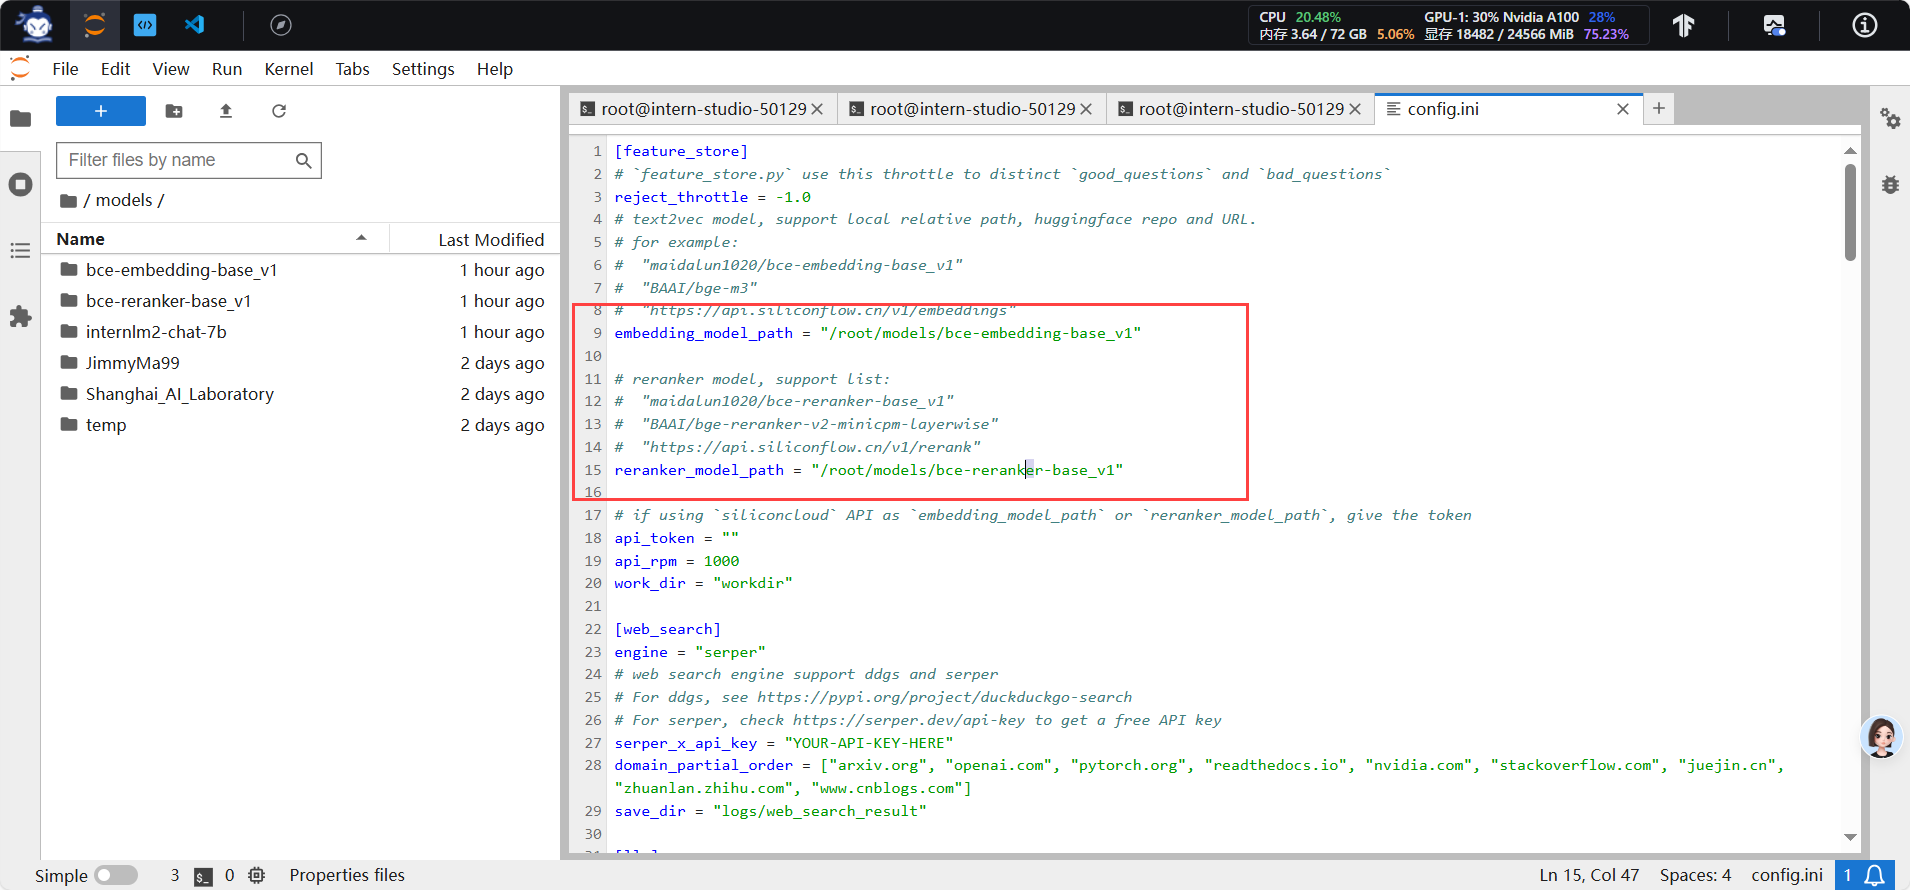 CPU 20.48%
GPU-1: 30% Nvidia A100 28%
内存 3.64 / 72 GB 5.06%
显存 18482 / 24566 MiB 75.23%
File Edit View Run Kernel Tabs Settings Help
Filter files by name
/ models /
Name Last Modified
bce-embedding-base_v1 1 hour ago
bce-reranker-base_v1 1 hour ago
internlm2-chat-7b 1 hour ago
JimmyMa99 2 days ago
Shanghai_AI_Laboratory 2 days ago
temp 2 days ago
root@intern-studio-50129
root@intern-studio-50129
root@intern-studio-50129
config.ini
1 [feature_store]
2 # `feature_store.py` use this throttle to distinct `good_questions` and `bad_questions`
3 reject_throttle = -1.0
4 # text2vec model, support local relative path, huggingface repo and URL.
5 # for example:
6 # "maidalun1020/bce-embedding-base_v1"
7 # "BAAI/bge-m3"
8 # "https://api.siliconflow.cn/v1/embeddings"
9 embedding_model_path = "/root/models/bce-embedding-base_v1"
10
11 # reranker model, support list:
12 # "maidalun1020/bce-reranker-base_v1"
13 # "BAAI/bge-reranker-v2-minicpm-layerwise"
14 # "https://api.siliconflow.cn/v1/rerank"
15 reranker_model_path = "/root/models/bce-reranker-base_v1"
16
17 # if using `siliconcloud` API as `embedding_model_path` or `reranker_model_path`, give the token
18 api_token = ""
19 api_rpm = 1000
20 work_dir = "workdir"
21
22 [web_search]
23 engine = "serper"
24 # web search engine support ddgs and serper
25 # For ddgs, see https://pypi.org/project/duckduckgo-search
26 # For serper, check https://serper.dev/api-key to get a free API key
27 serper_x_api_key = "YOUR-API-KEY-HERE"
28 domain_partial_order = ["arxiv.org", "openai.com", "pytorch.org", "readthedocs.io", "nvidia.com", "stackoverflow.com", "juejin.cn",
"zhuanlan.zhihu.com", "www.cnblogs.com"]
29 save_dir = "logs/web_search_result"
30
Simple 3 0 Properties files Ln 15, Col 47 Spaces: 4 config.ini 1